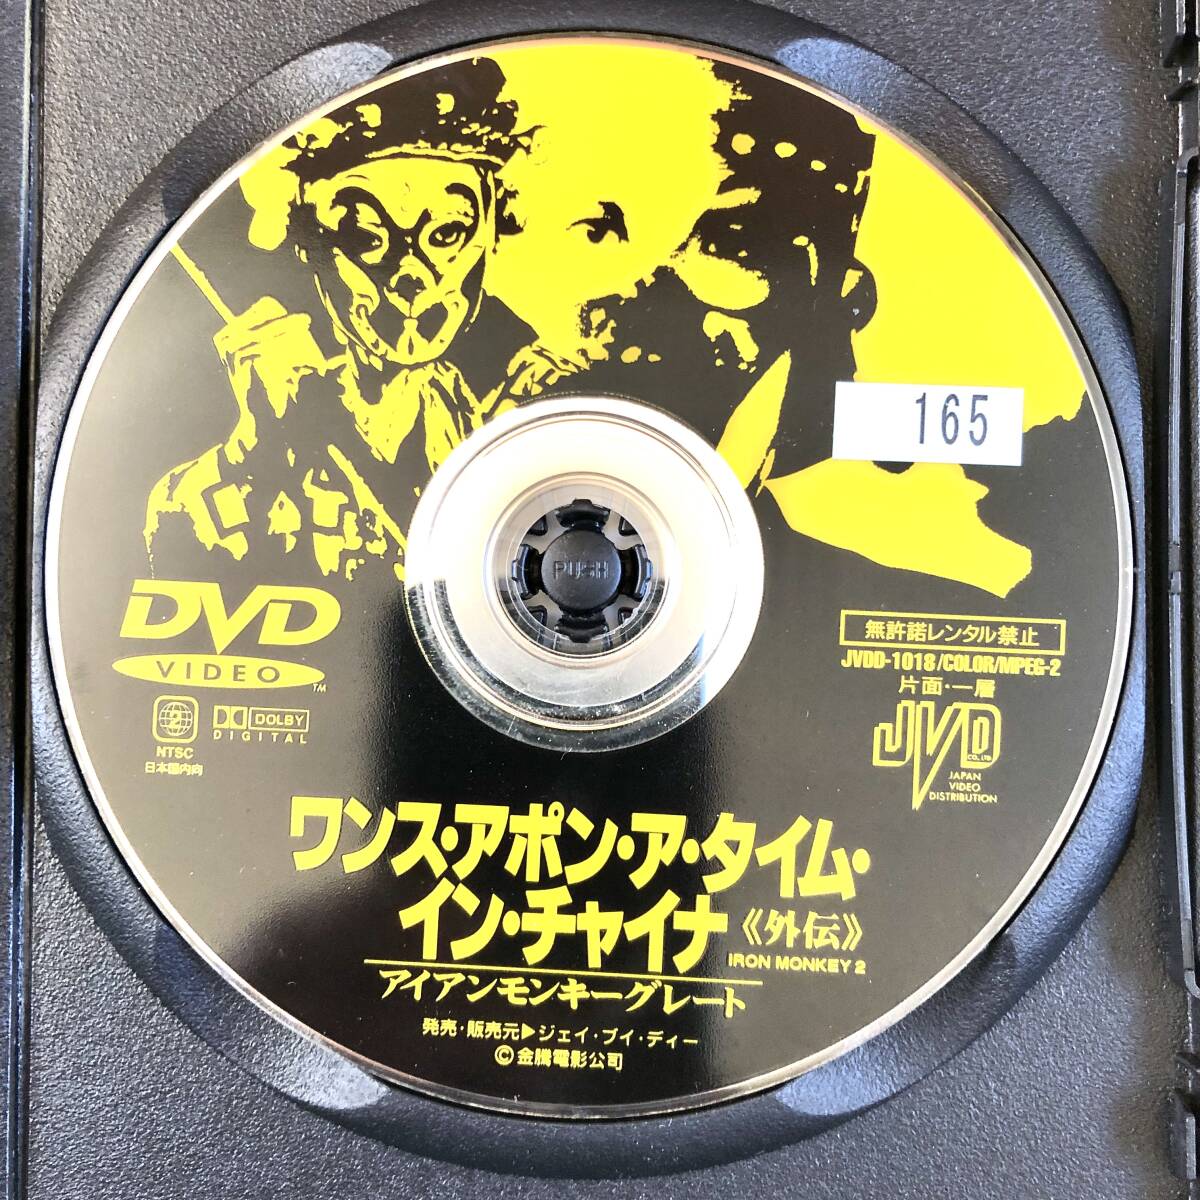 165
PUSH
DVD
VIDEO
TM
2
NTSC
日本国内向
DOLBY
DIGITAL
無許諾レンタル禁止
JVDD-1018/COLOR/MPEG-2
片面・一層
JVD
CO., LTD.
JAPAN
VIDEO
DISTRIBUTION
ワンス・アポン・ア・タイム・
イン・チャイナ《外伝》
IRON MONKEY 2
アイアンモンキーグレート
発売・販売元▶ジェイ・ブイ・ディー
©金騰電影公司